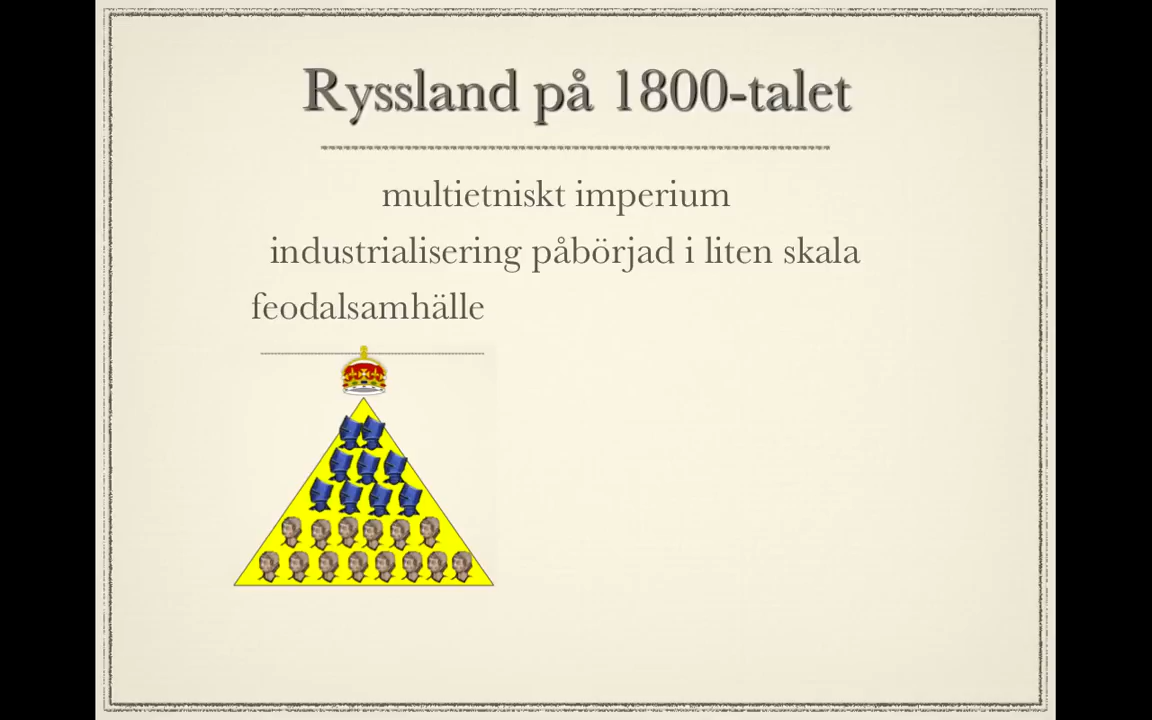 Ryssland på 1800-talet
multietniskt imperium
industrialisering påbörjad i liten skala
feodalsamhälle